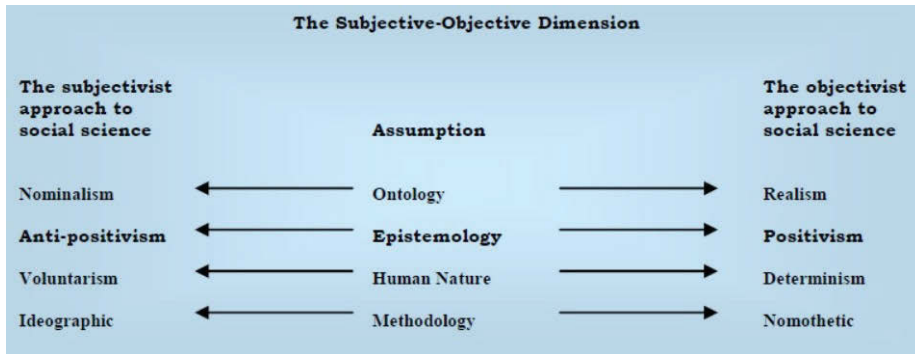 The Subjective-Objective Dimension
The subjectivist
approach to
social science
Assumption
The objectivist
approach to
social science
Nominalism Ontology Realism
Anti-positivism Epistemology Positivism
Voluntarism Human Nature Determinism
Ideographic Methodology Nomothetic